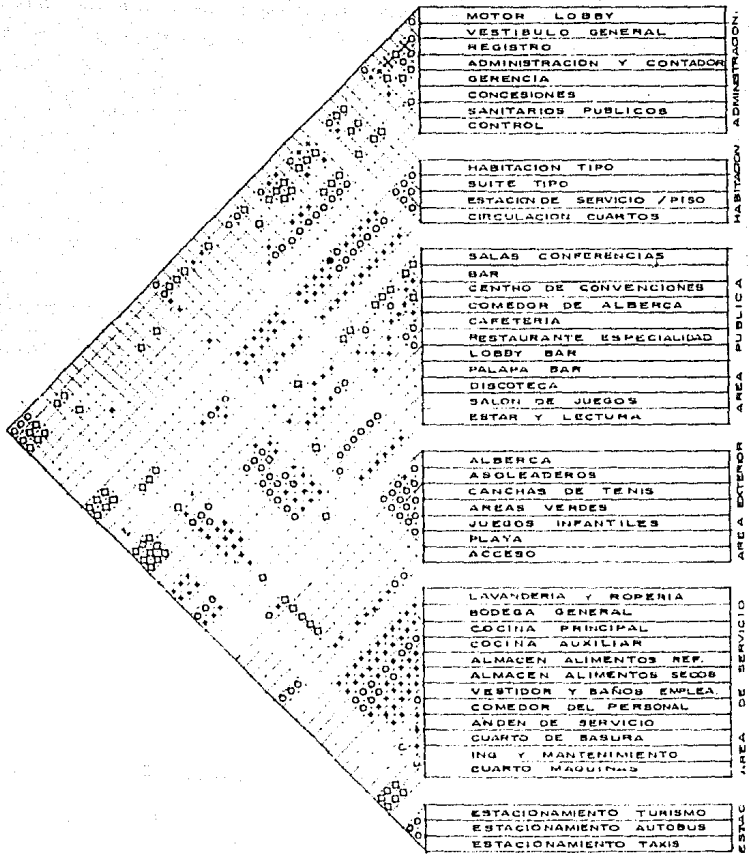 MOTOR LOBBY
VESTIBULO GENERAL
REGISTRO
ADMINISTRACION Y CONTADOR
GERENCIA
CONCESIONES
SANITARIOS PUBLICOS
CONTROL
ADMINISTRACION.
HABITACION TIPO
SUITE TIPO
ESTACION DE SERVICIO / PISO
CIRCULACION CUARTOS
HABITACION
SALAS CONFERENCIAS
BAR
CENTRO DE CONVENCIONES
COMEDOR DE ALBERCA
CAFETERIA
RESTAURANTE ESPECIALIDAD
LOBBY BAR
PALAPA BAR
DISCOTECA
SALON DE JUEGOS
ESTAR Y LECTURA
AREA PUBLICA
ALBERCA
ASOLEADEROS
CANCHAS DE TENIS
AREAS VERDES
JUEGOS INFANTILES
PLAYA
ACCESO
AREA EXTERIOR
LAVANDERIA Y ROPERIA
BODEGA GENERAL
COCINA PRINCIPAL
COCINA AUXILIAR
ALMACEN ALIMENTOS REF.
ALMACEN ALIMENTOS SECOS
VESTIDOR Y BAÑOS EMPLEA.
COMEDOR DEL PERSONAL
ANDEN DE SERVICIO
CUARTO DE BASURA
ING Y MANTENIMIENTO
CUARTO MAQUINAS
AREA DE SERVICIO
ESTACIONAMIENTO TURISMO
ESTACIONAMIENTO AUTOBUS
ESTACIONAMIENTO TAXIS
ESTAC